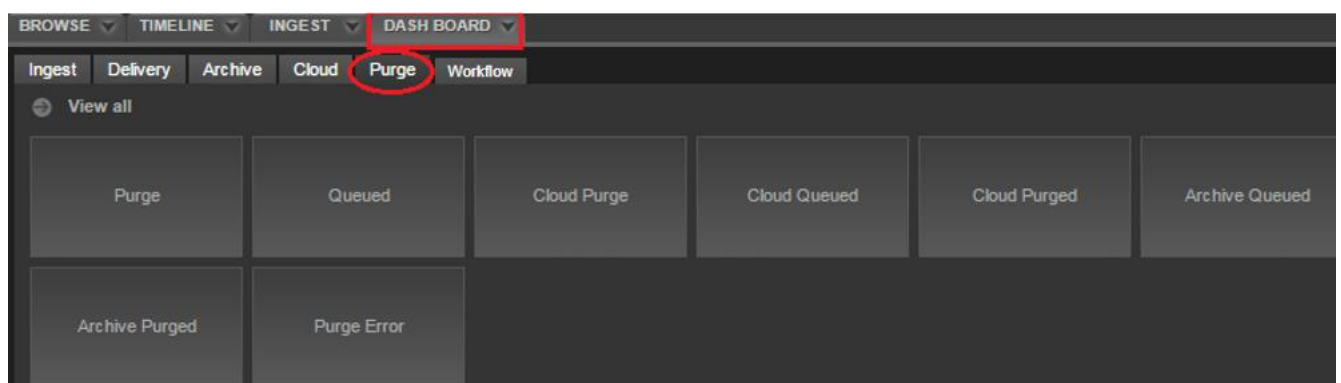 BROWSE TIMELINE INGEST DASH BOARD
Ingest Delivery Archive Cloud Purge Workflow
View all
Purge Queued Cloud Purge Cloud Queued Cloud Purged Archive Queued
Archive Purged Purge Error